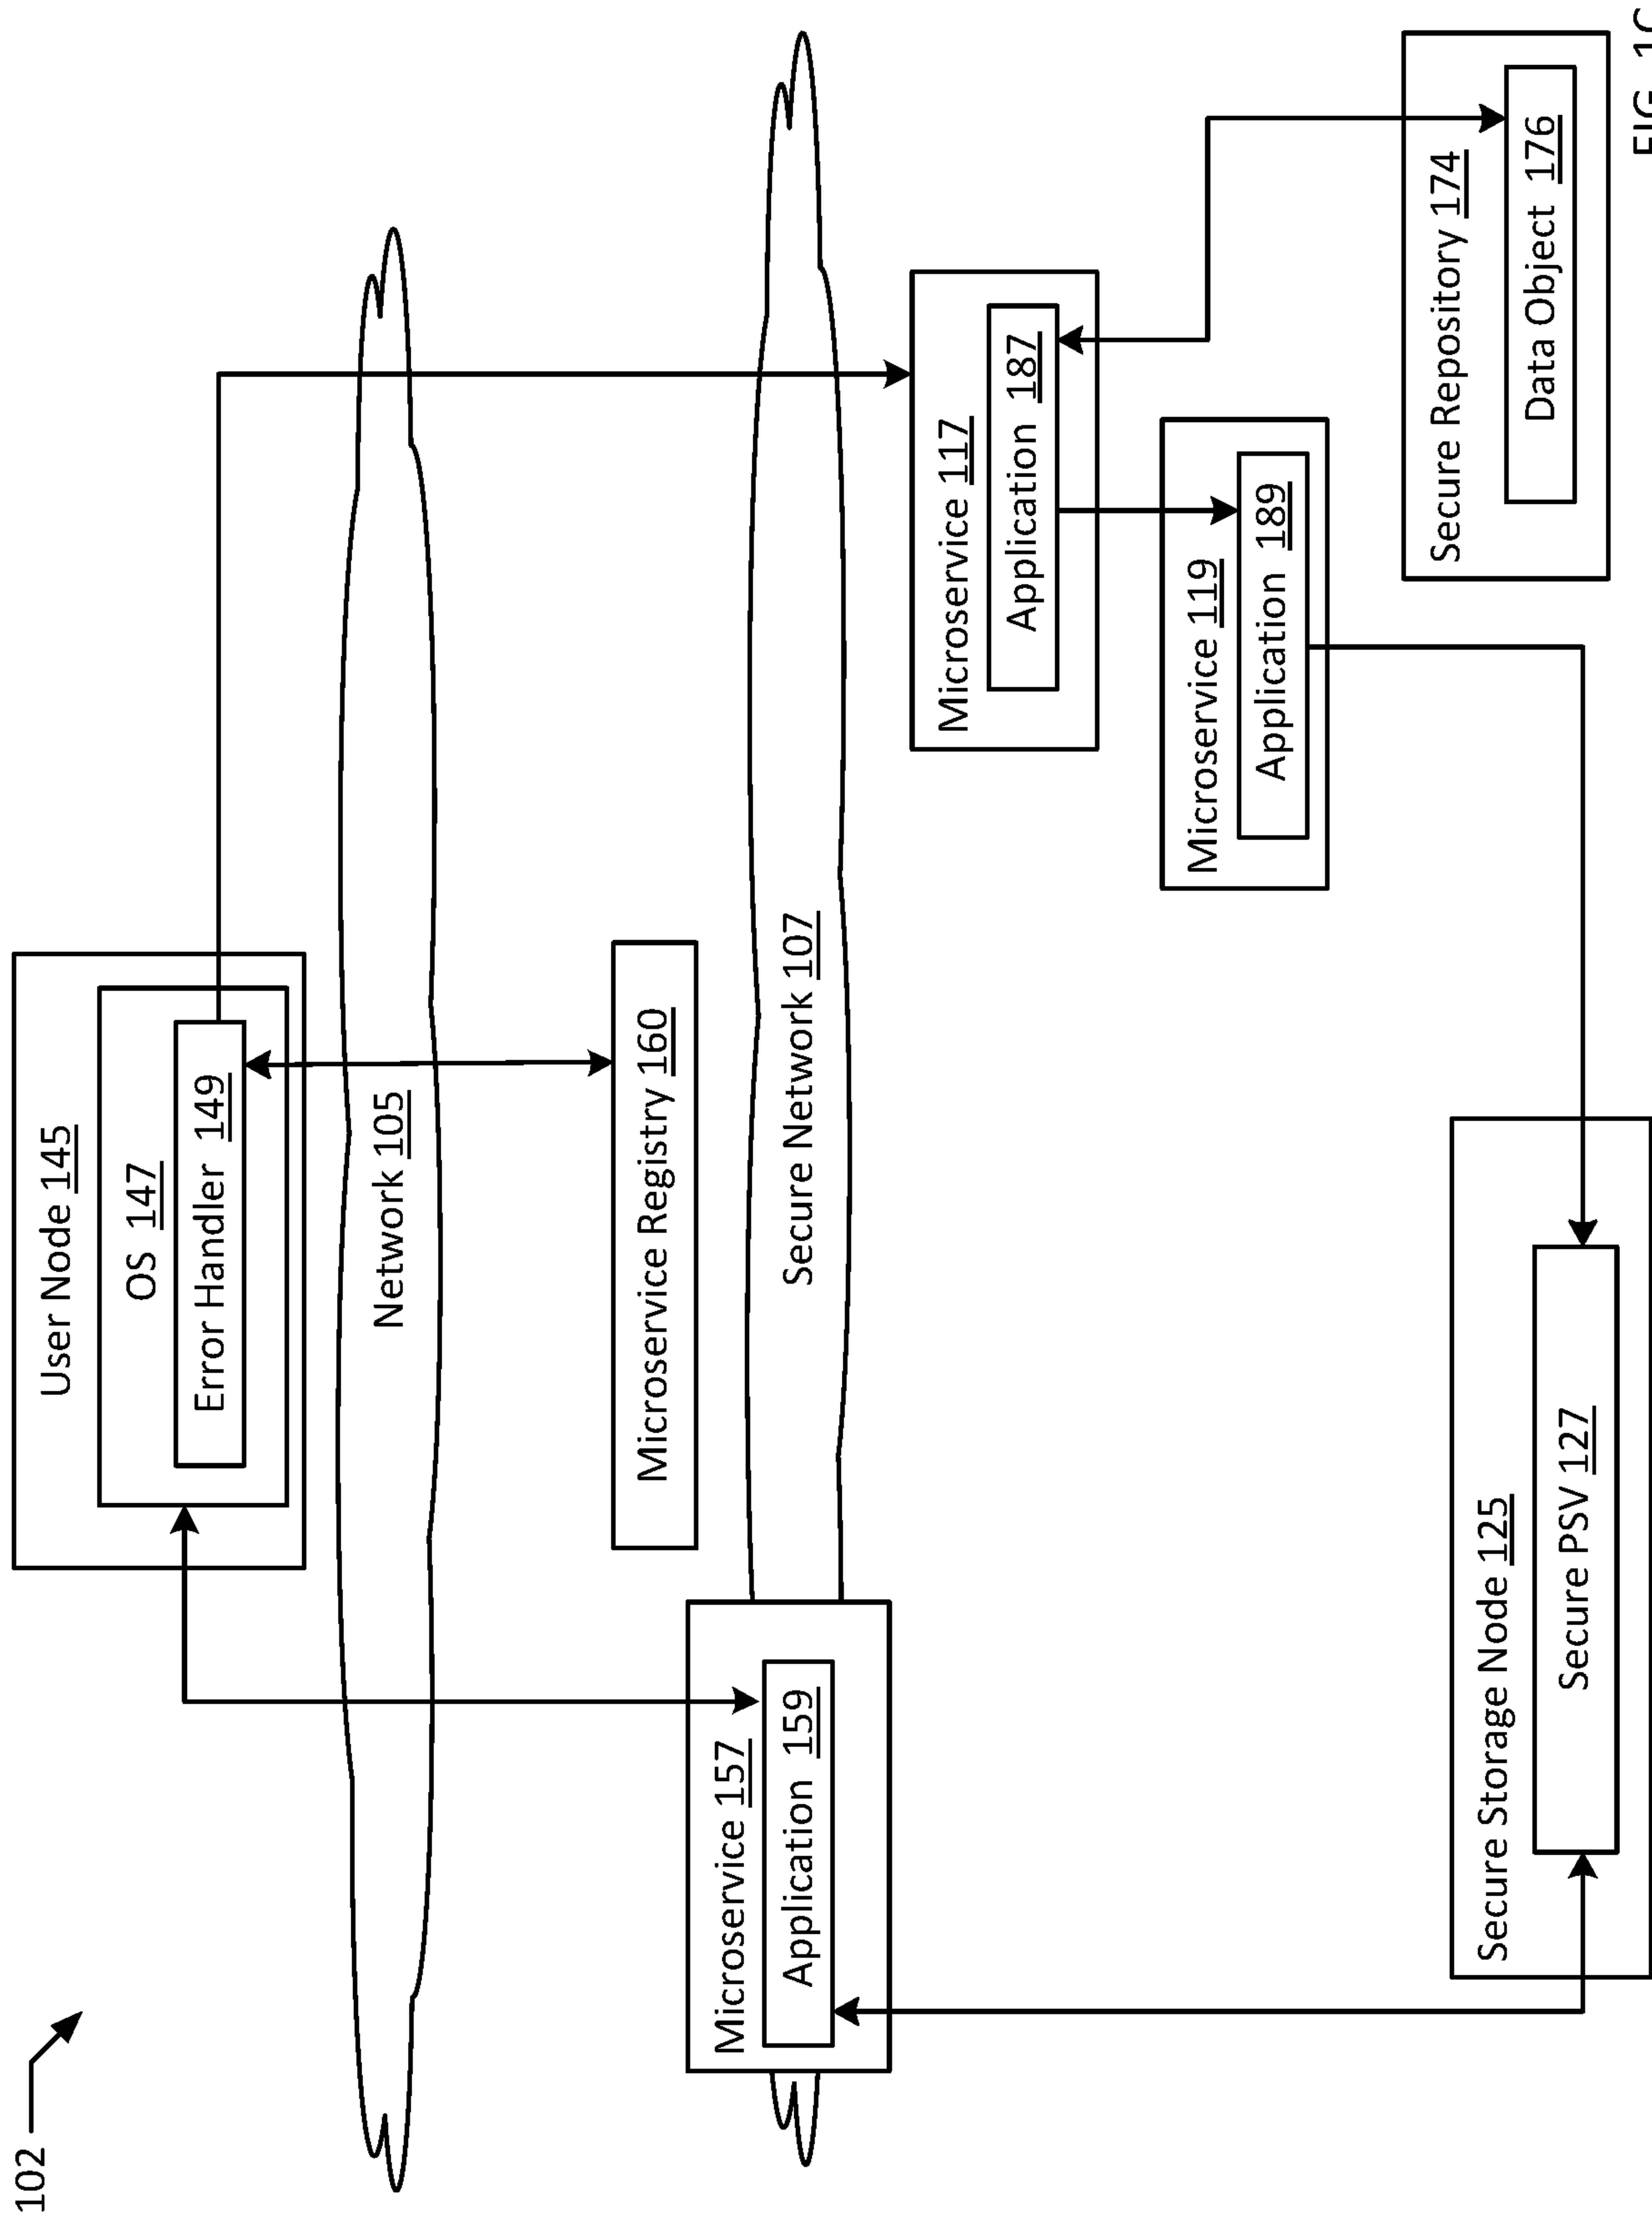 102
User Node 145
OS 147
Error Handler 149
Network 105
Microservice Registry 160
Microservice 157
Application 159
Secure Network 107
Microservice 117
Application 187
Microservice 119
Application 189
Secure Storage Node 125
Secure PSV 127
Secure Repository 174
Data Object 176
FIG. 1C